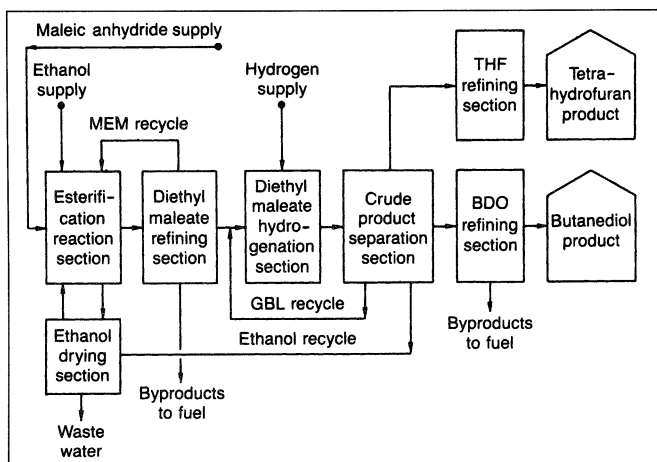 Maleic anhydride supply
Ethanol
supply
Hydrogen
supply
MEM recycle
THF
refining
section
Tetra-
hydrofuran
product
Esterifi-
cation
reaction
section
Diethyl
maleate
refining
section
Diethyl
maleate
hydro-
genation
section
Crude
product
separation
section
BDO
refining
section
Butanediol
product
GBL recycle
Ethanol recycle
Ethanol
drying
section
Byproducts
to fuel
Byproducts
to fuel
Waste
water